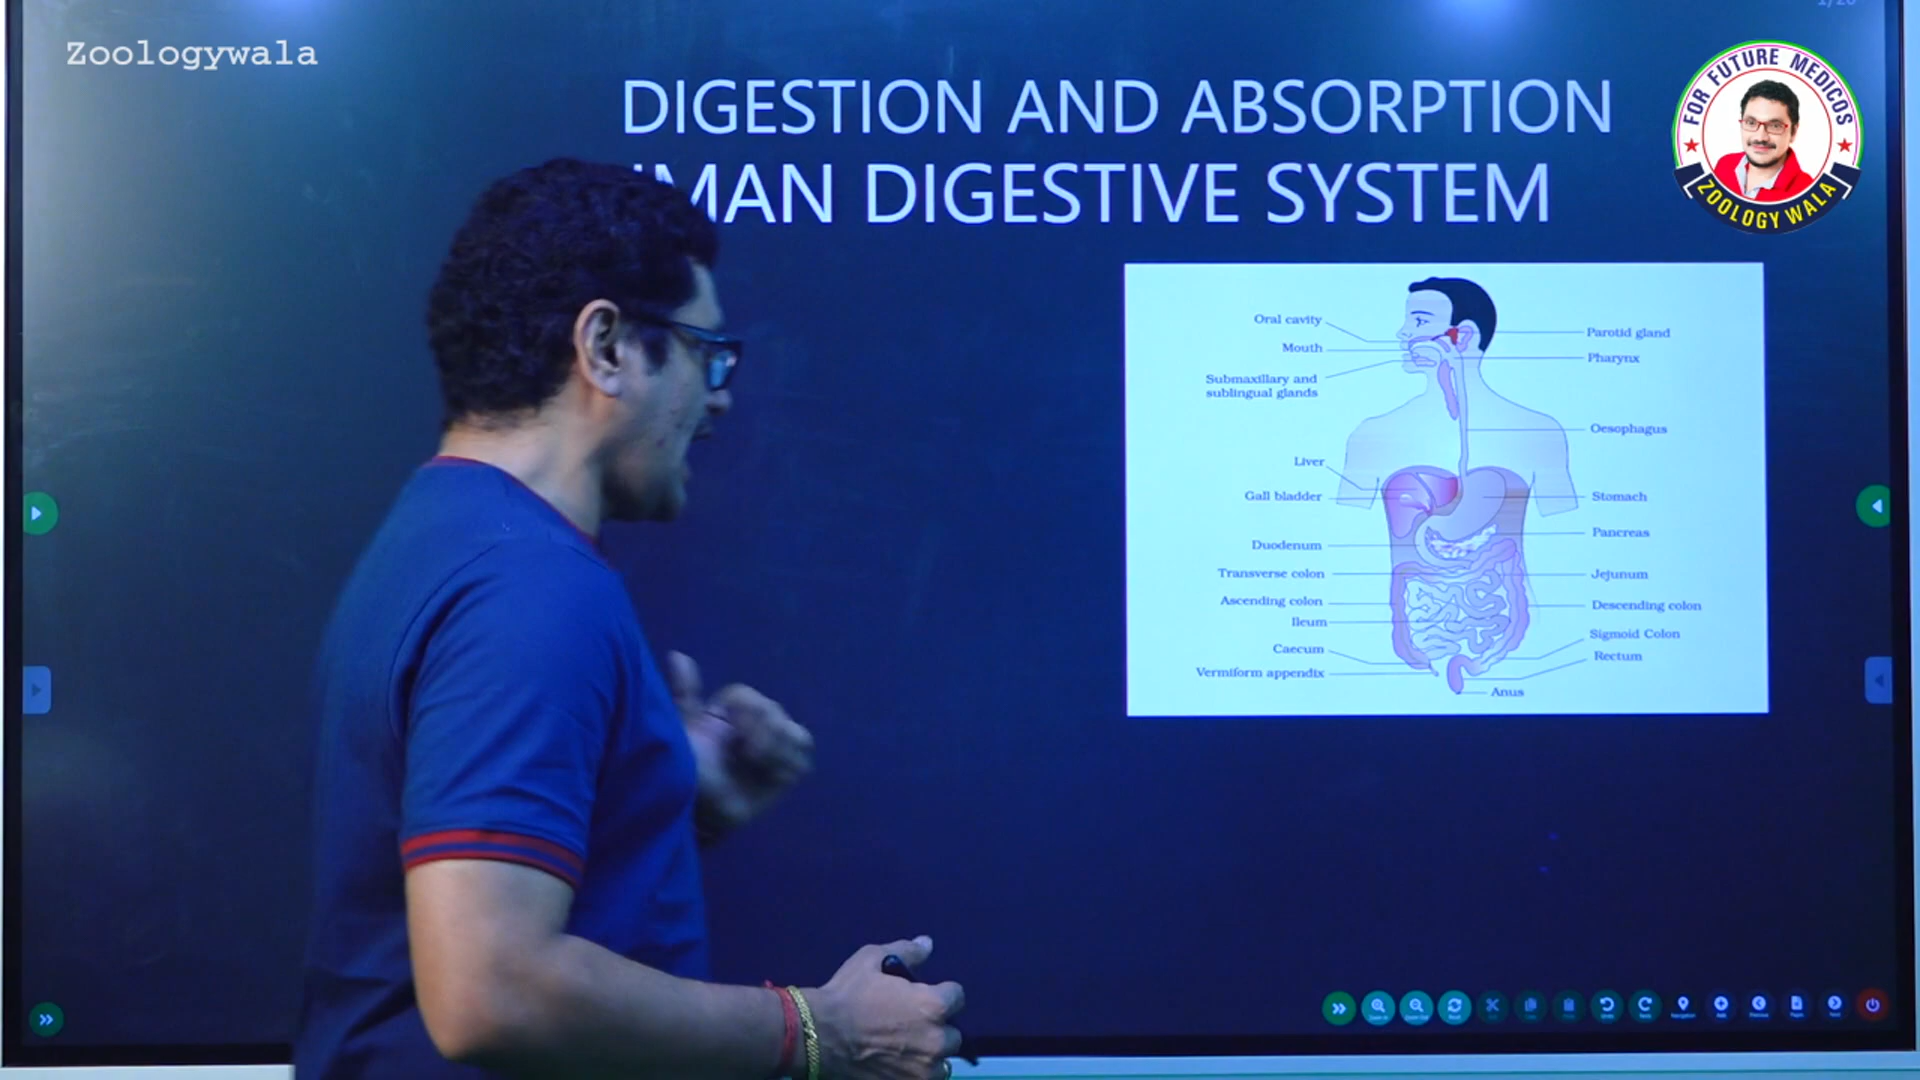 Zoologywala
DIGESTION AND ABSORPTION
MAN DIGESTIVE SYSTEM
FOR FUTURE MEDICOS
ZOOLOGY WALA
Oral cavity
Mouth
Submaxillary and
sublingual glands
Liver
Gall bladder
Duodenum
Transverse colon
Ascending colon
Ileum
Caecum
Vermiform appendix
Parotid gland
Pharynx
Oesophagus
Stomach
Pancreas
Jejunum
Descending colon
Sigmoid Colon
Rectum
Anus